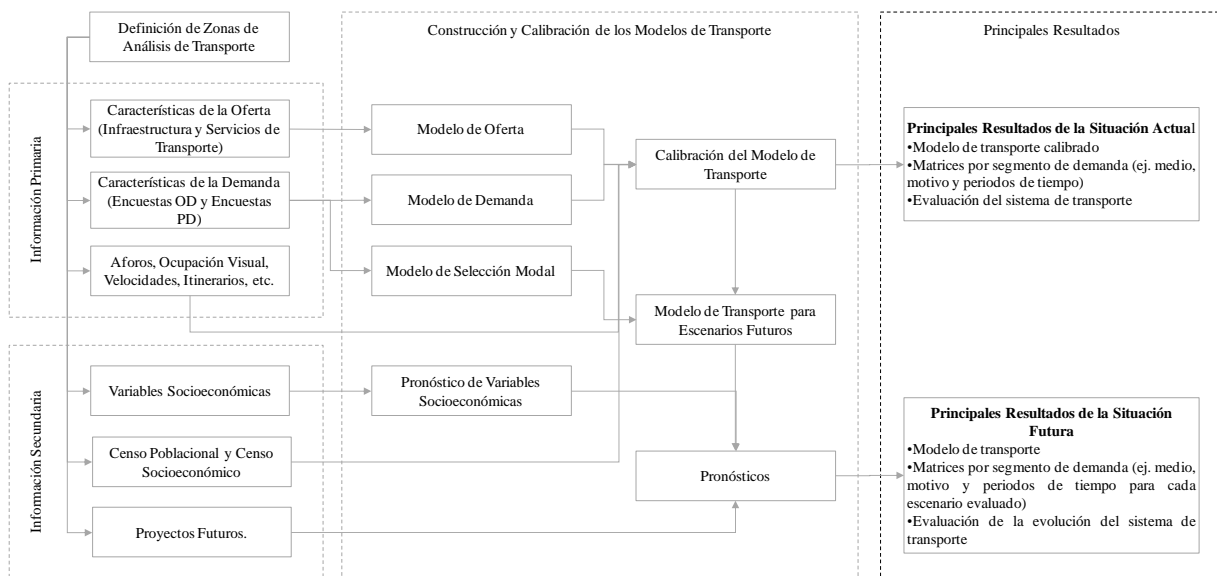 Definición de Zonas de
Análisis de Transporte
Información Primaria
Características de la Oferta
(Infraestructura y Servicios de
Transporte)
Características de la Demanda
(Encuestas OD y Encuestas
PD)
Aforos, Ocupación Visual,
Velocidades, Itinerarios, etc.
Información Secundaria
Variables Socioeconómicas
Censo Poblacional y Censo
Socioeconómico
Proyectos Futuros.
Construcción y Calibración de los Modelos de Transporte
Modelo de Oferta
Modelo de Demanda
Modelo de Selección Modal
Pronóstico de Variables
Socioeconómicas
Calibración del Modelo de
Transporte
Modelo de Transporte para
Escenarios Futuros
Pronósticos
Principales Resultados
Principales Resultados de la Situación Actual
•Modelo de transporte calibrado
•Matrices por segmento de demanda (ej. medio,
motivo y periodos de tiempo)
•Evaluación del sistema de transporte
Principales Resultados de la Situación
Futura
•Modelo de transporte
•Matrices por segmento de demanda (ej. medio,
motivo y periodos de tiempo para cada
escenario evaluado)
•Evaluación de la evolución del sistema de
transporte